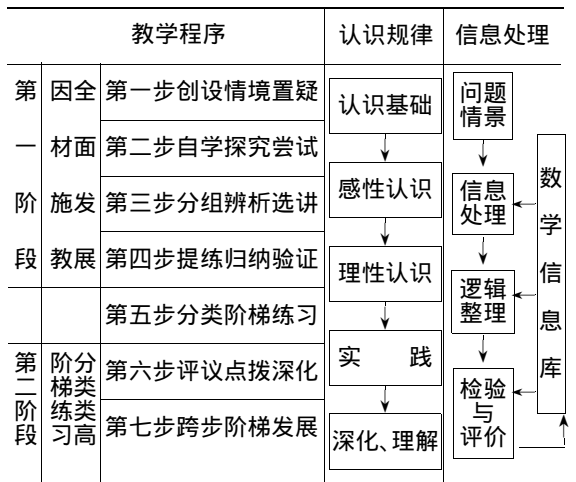 教学程序
认识规律
信息处理
第一阶段
因材施教
全面发展
第一步创设情境置疑
第二步自学探究尝试
第三步分组辨析选讲
第四步提练归纳验证
第五步分类阶梯练习
第二阶段
阶梯练习
分类类高
第六步评议点拨深化
第七步跨步阶梯发展
认识基础
感性认识
理性认识
实 践
深化、理解
问题
情景
信息
处理
逻辑
整理
检验
与
评价
数学信息库